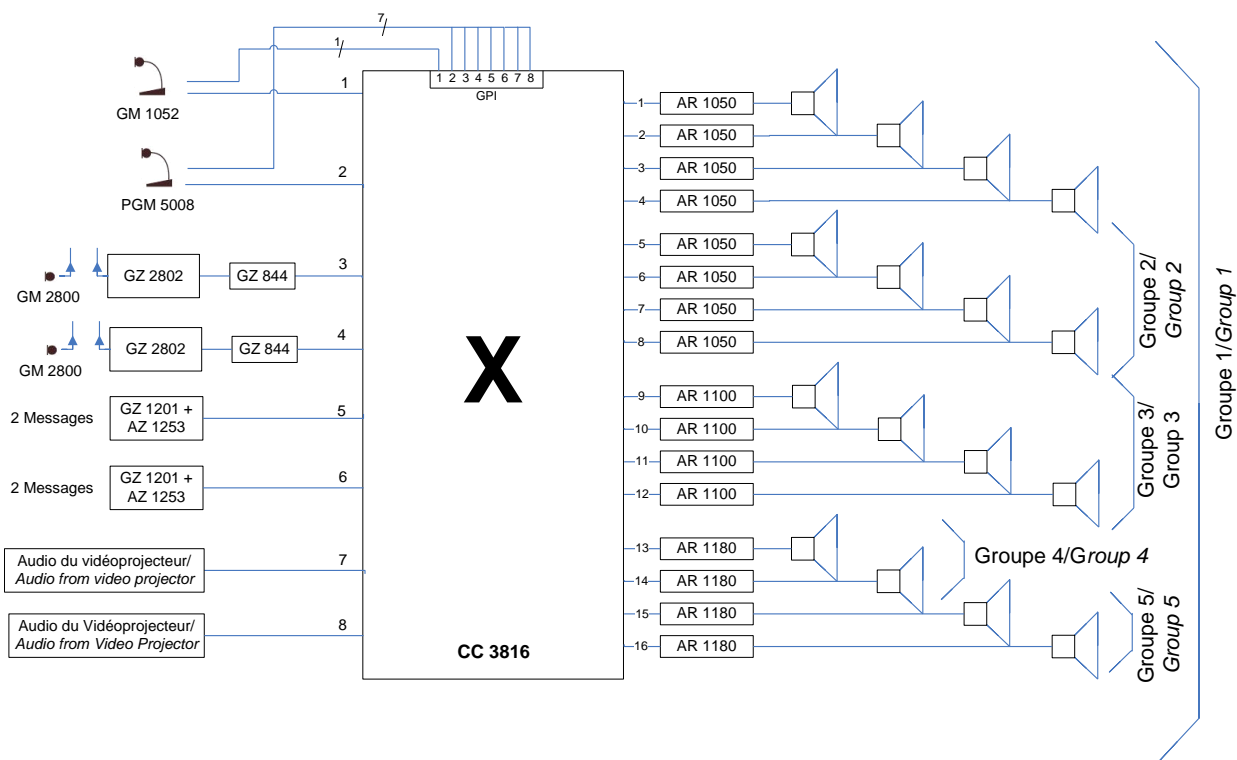 7
1
1 2 3 4 5 6 7 8
GPI
GM 1052
1
PGM 5008
2
GM 2800
GZ 2802
GZ 844
3
GM 2800
GZ 2802
GZ 844
4
2 Messages
GZ 1201 +
AZ 1253
5
2 Messages
GZ 1201 +
AZ 1253
6
Audio du vidéoprojecteur/
Audio from video projector
7
Audio du Vidéoprojecteur/
Audio from Video Projector
8
X
CC 3816
1 AR 1050
2 AR 1050
3 AR 1050
4 AR 1050
5 AR 1050
6 AR 1050
7 AR 1050
8 AR 1050
9 AR 1100
10 AR 1100
11 AR 1100
12 AR 1100
13 AR 1180
14 AR 1180
15 AR 1180
16 AR 1180
Groupe 2/
Group 2
Groupe 3/
Group 3
Groupe 4/Group 4
Groupe 5/
Group 5
Groupe 1/Group 1